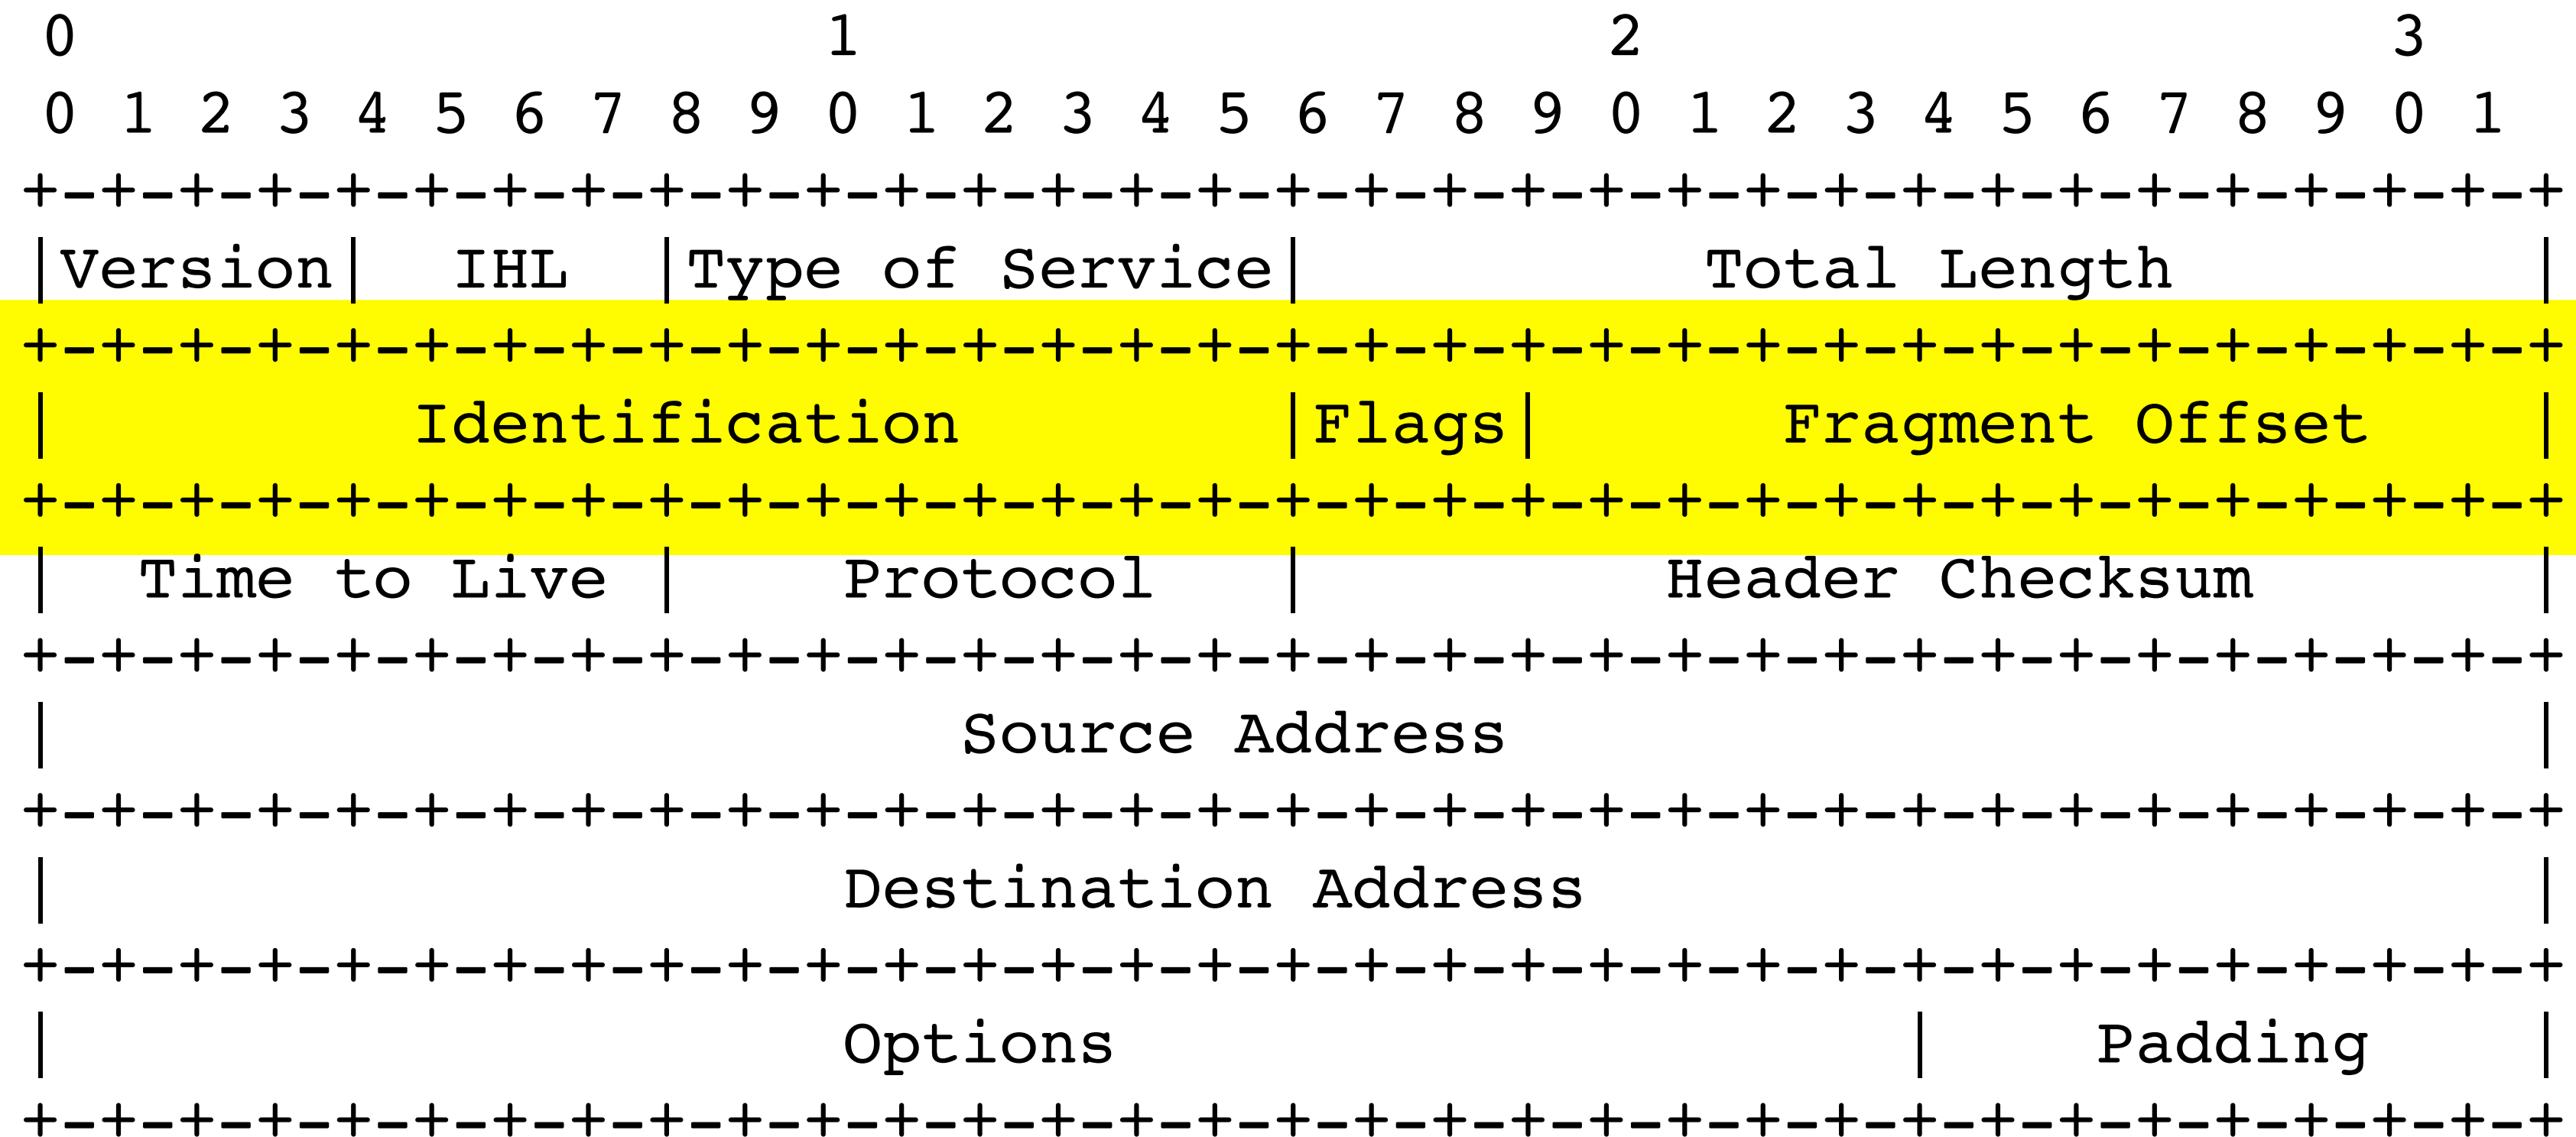 0                   1                   2                   3
 0 1 2 3 4 5 6 7 8 9 0 1 2 3 4 5 6 7 8 9 0 1 2 3 4 5 6 7 8 9 0 1
+-+-+-+-+-+-+-+-+-+-+-+-+-+-+-+-+-+-+-+-+-+-+-+-+-+-+-+-+-+-+-+-+
|Version|  IHL  |Type of Service|          Total Length         |
+-+-+-+-+-+-+-+-+-+-+-+-+-+-+-+-+-+-+-+-+-+-+-+-+-+-+-+-+-+-+-+-+
|         Identification        |Flags|      Fragment Offset    |
+-+-+-+-+-+-+-+-+-+-+-+-+-+-+-+-+-+-+-+-+-+-+-+-+-+-+-+-+-+-+-+-+
|  Time to Live |    Protocol   |         Header Checksum       |
+-+-+-+-+-+-+-+-+-+-+-+-+-+-+-+-+-+-+-+-+-+-+-+-+-+-+-+-+-+-+-+-+
|                       Source Address                          |
+-+-+-+-+-+-+-+-+-+-+-+-+-+-+-+-+-+-+-+-+-+-+-+-+-+-+-+-+-+-+-+-+
|                    Destination Address                        |
+-+-+-+-+-+-+-+-+-+-+-+-+-+-+-+-+-+-+-+-+-+-+-+-+-+-+-+-+-+-+-+-+
|                    Options                    |    Padding    |
+-+-+-+-+-+-+-+-+-+-+-+-+-+-+-+-+-+-+-+-+-+-+-+-+-+-+-+-+-+-+-+-+